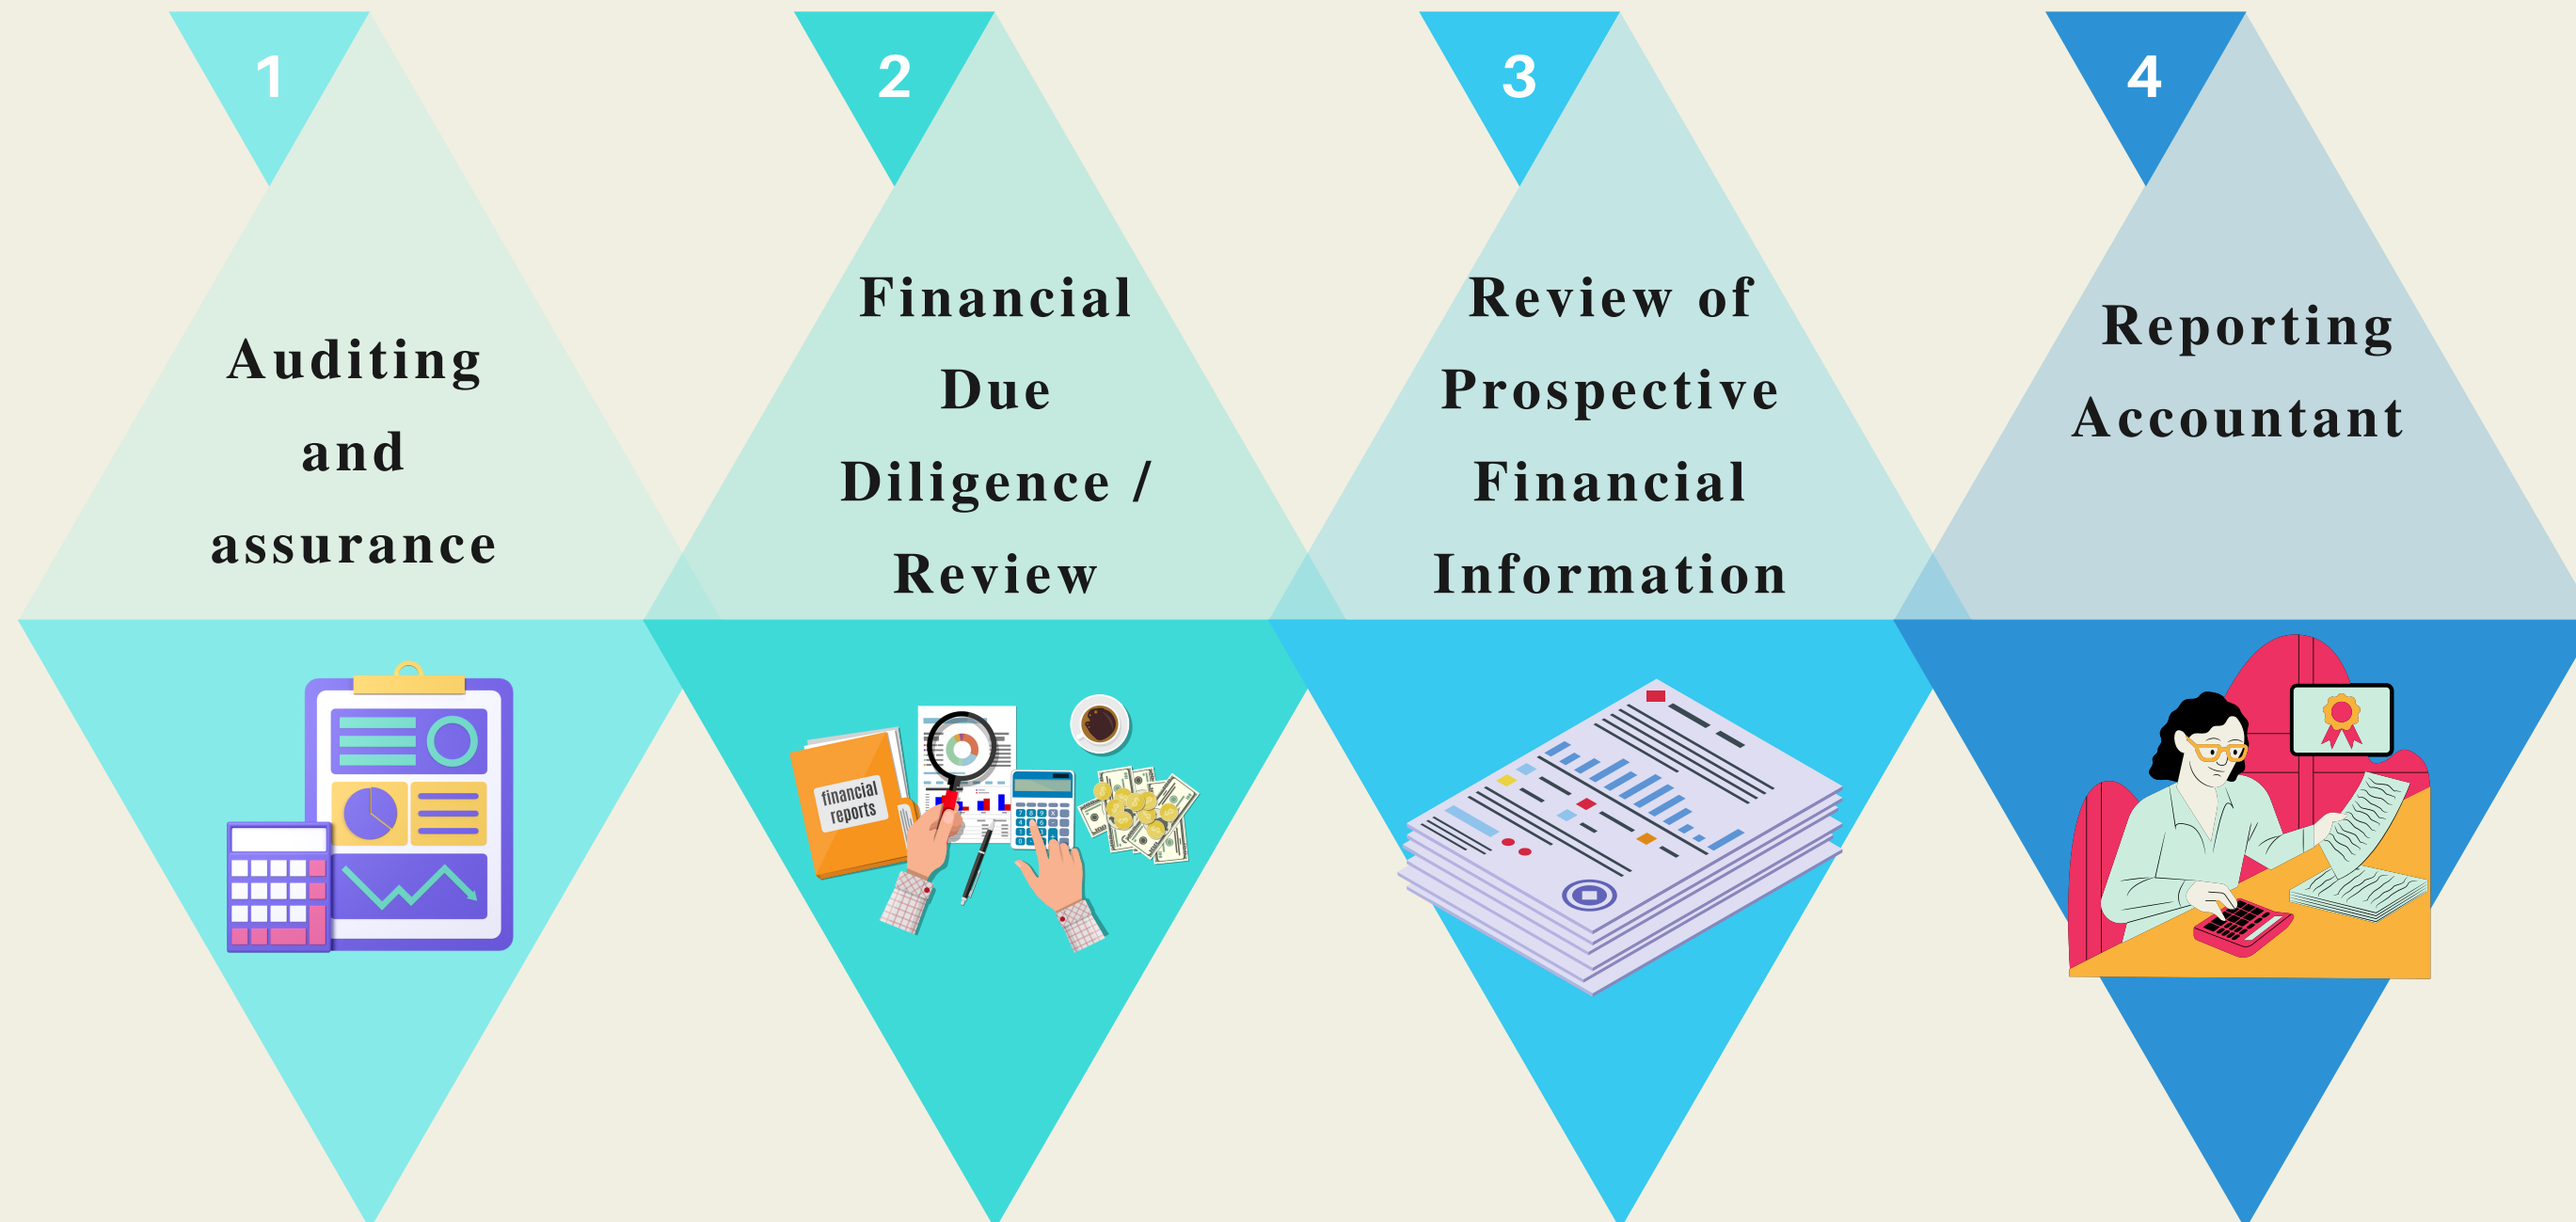 1
Auditing
and
assurance
2
Financial
Due
Diligence /
Review
financial
reports
3
Review of
Prospective
Financial
Information
4
Reporting
Accountant